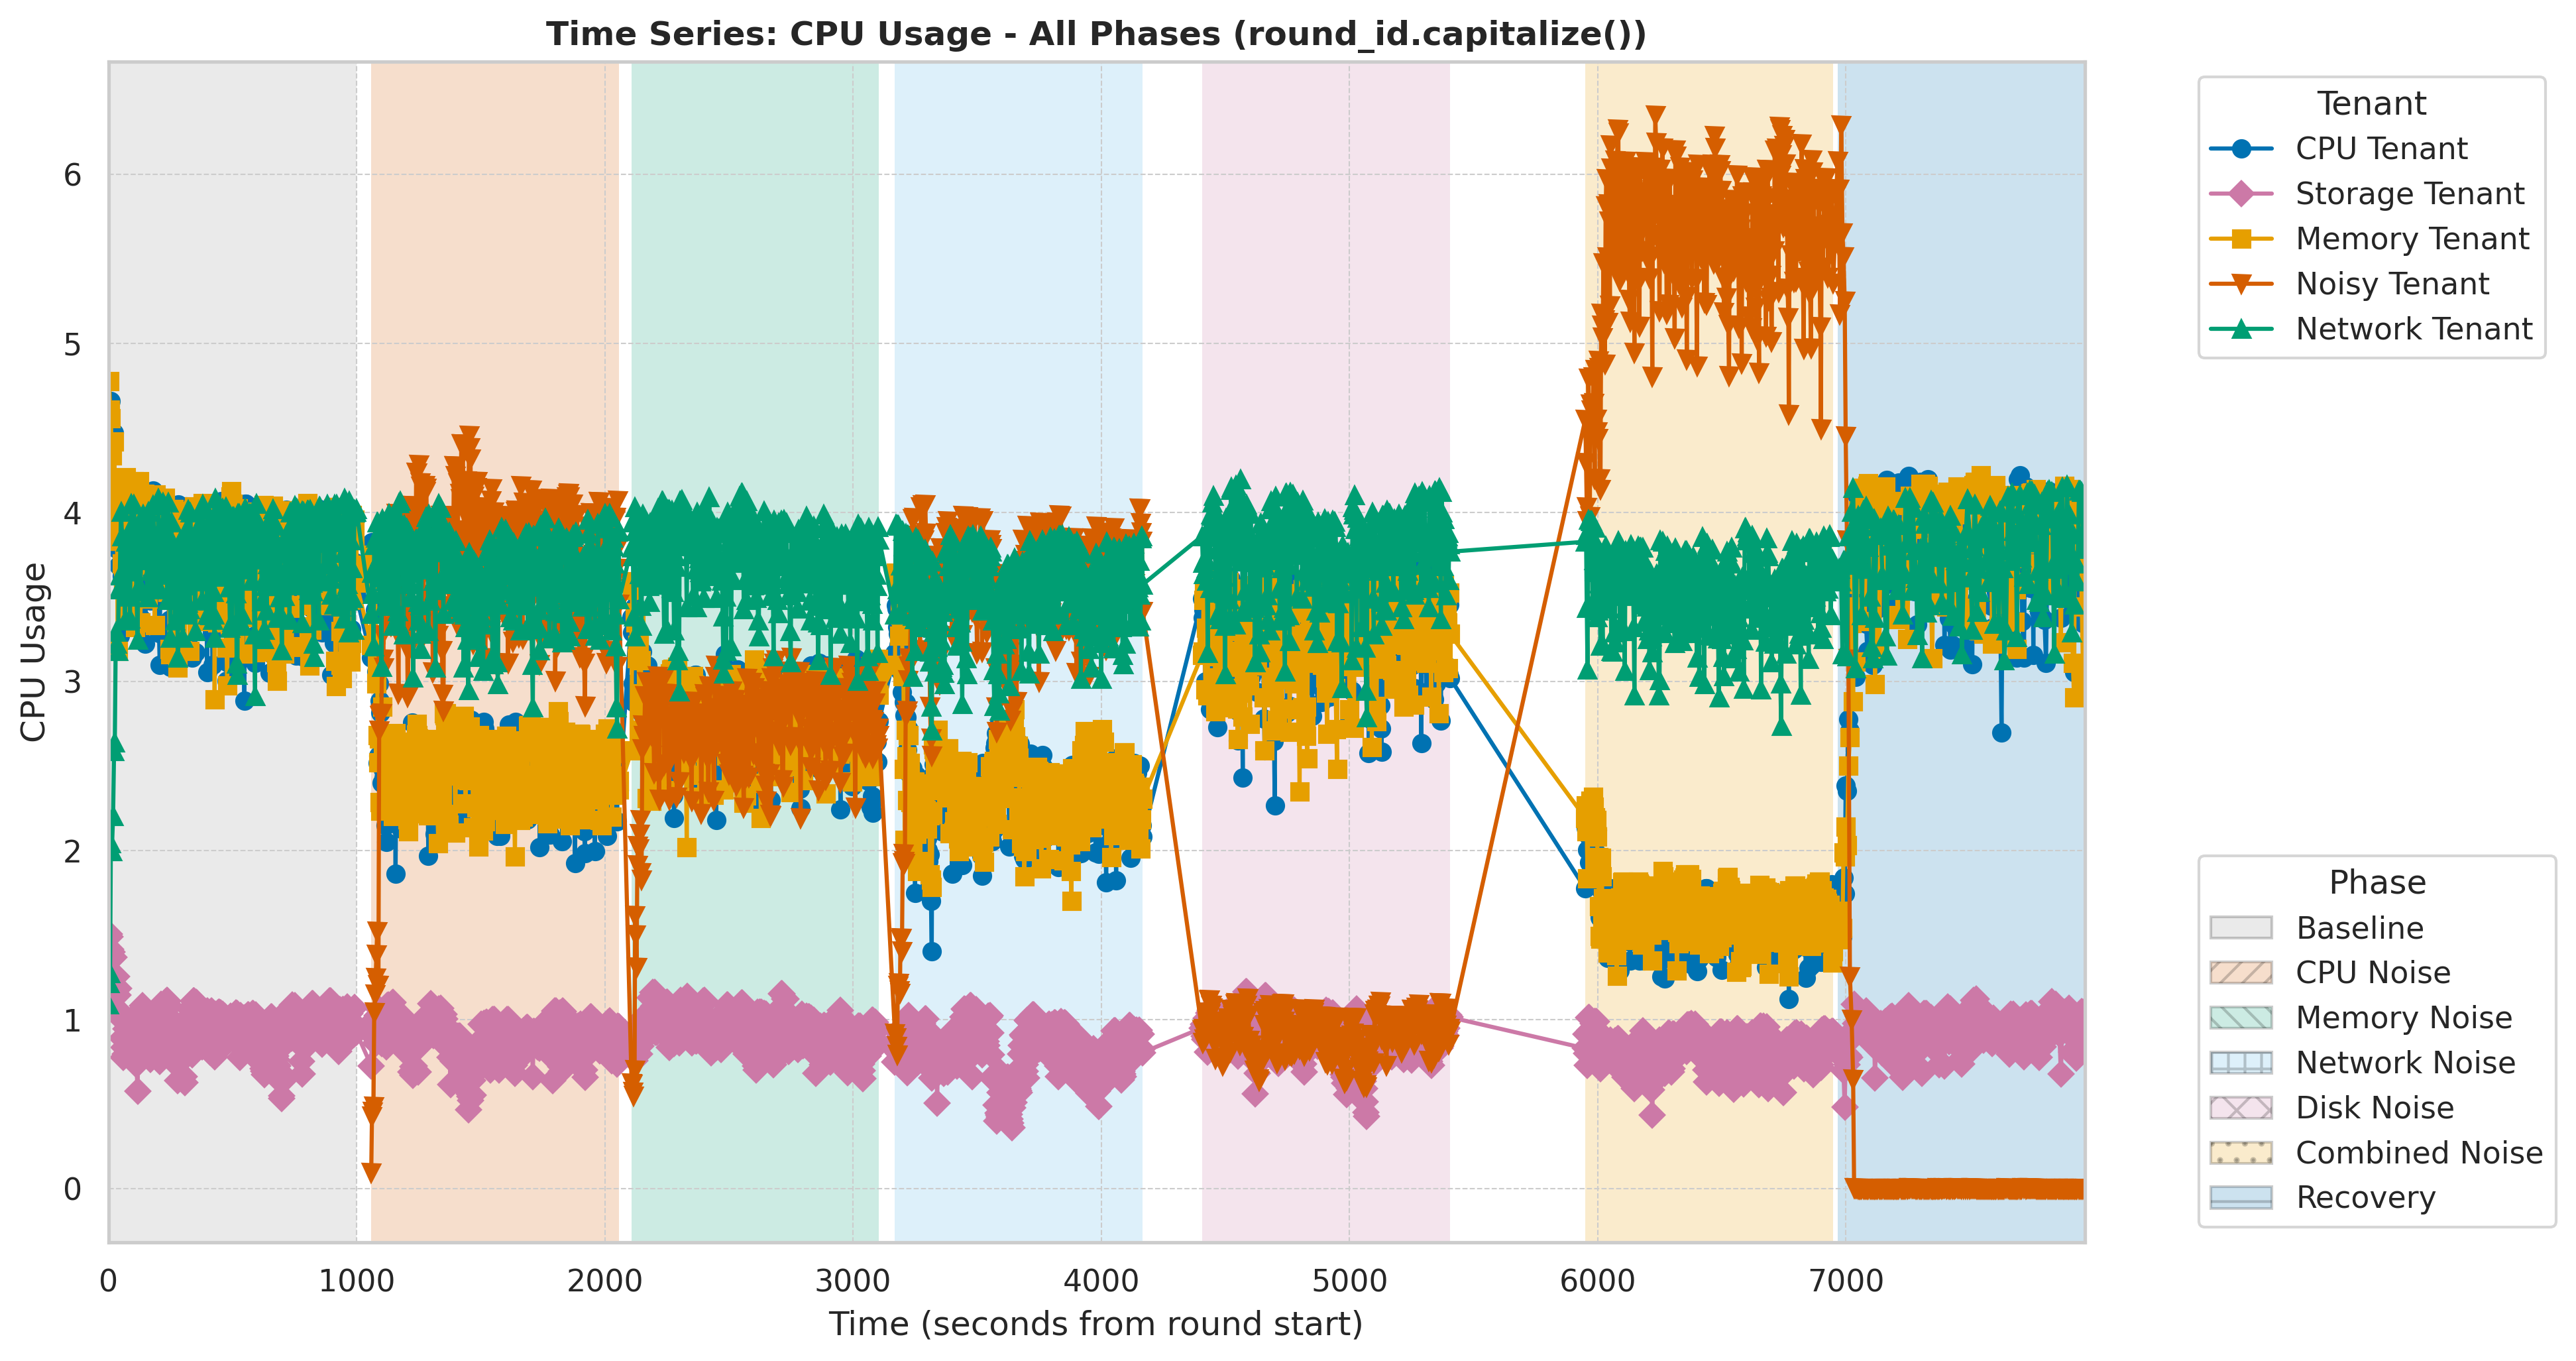 Time Series: CPU Usage - All Phases (round_id.capitalize())
CPU Usage
6
5
4
3
2
1
0
0 1000 2000 3000 4000 5000 6000 7000
Time (seconds from round start)
Tenant
CPU Tenant
Storage Tenant
Memory Tenant
Noisy Tenant
Network Tenant
Phase
Baseline
CPU Noise
Memory Noise
Network Noise
Disk Noise
Combined Noise
Recovery